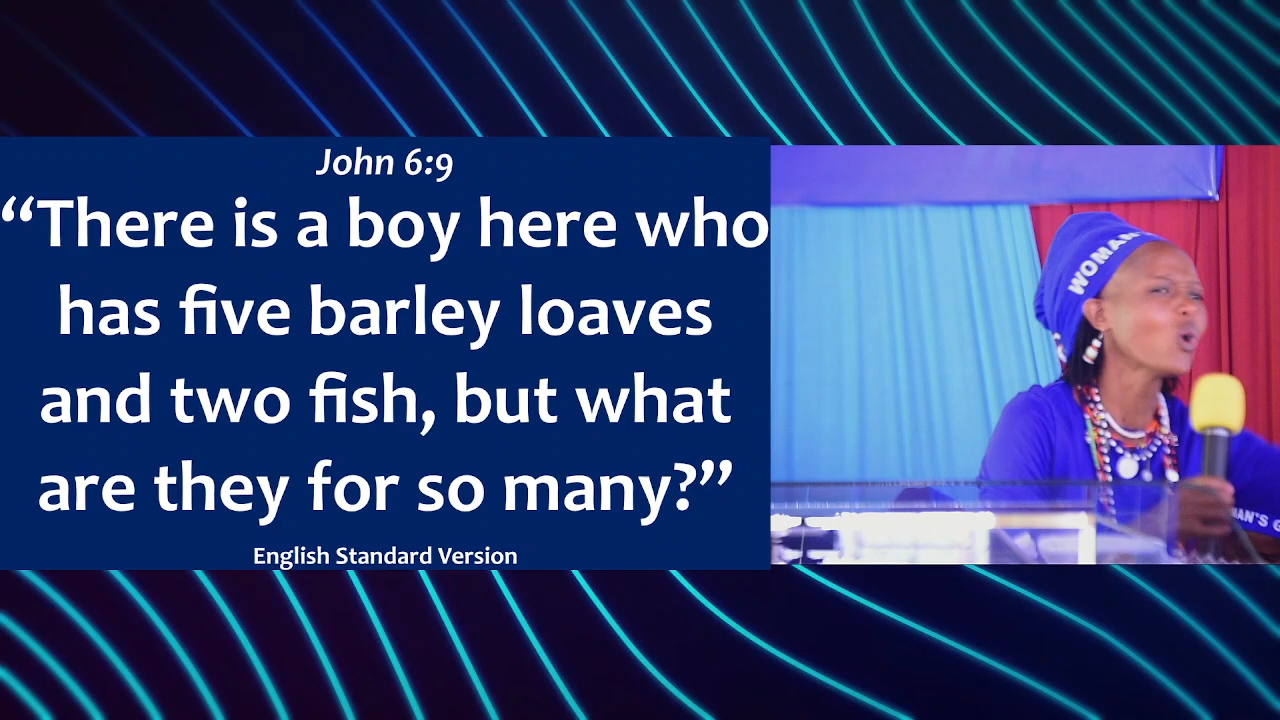 John 6:9
“There is a boy here who
has five barley loaves
and two fish, but what
are they for so many?”
English Standard Version